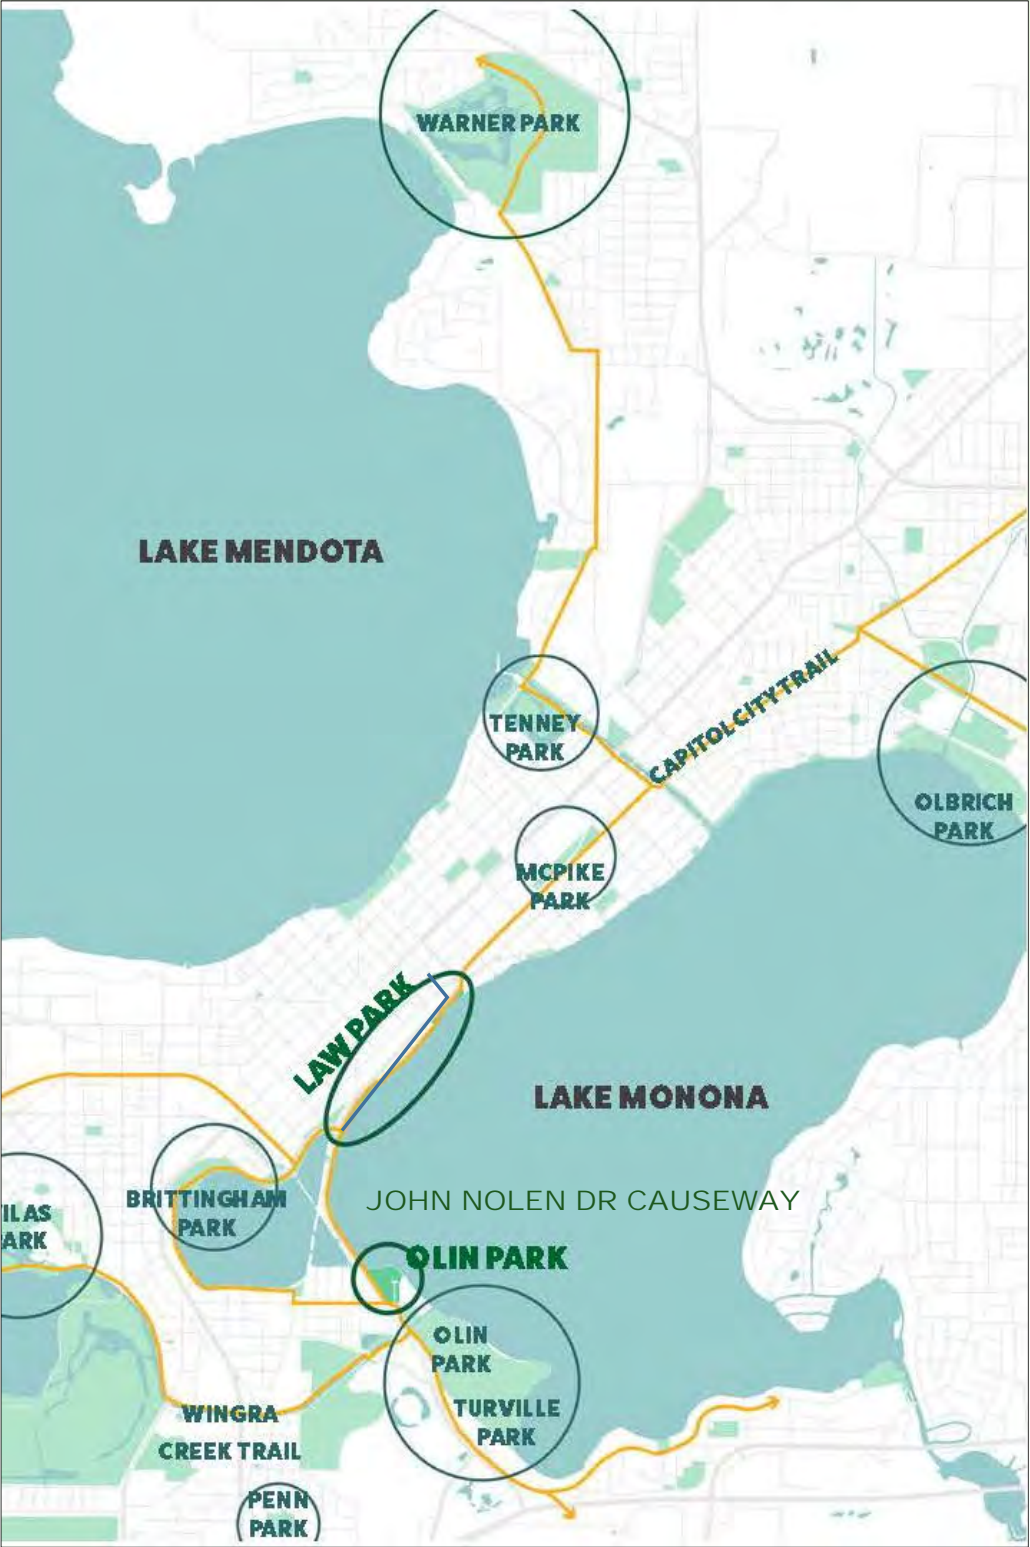 WARNER PARK
LAKE MENDOTA
CAPITOL CITY TRAIL
TENNEY
PARK
OLBRICH
PARK
MCPIKE
PARK
LAW PARK
LAKE MONONA
BRITTINGHAM
PARK
ILAS
ARK
JOHN NOLEN DR CAUSEWAY
OLIN PARK
OLIN
PARK
TURVILLE
PARK
WINGRA
CREEK TRAIL
PENN
PARK